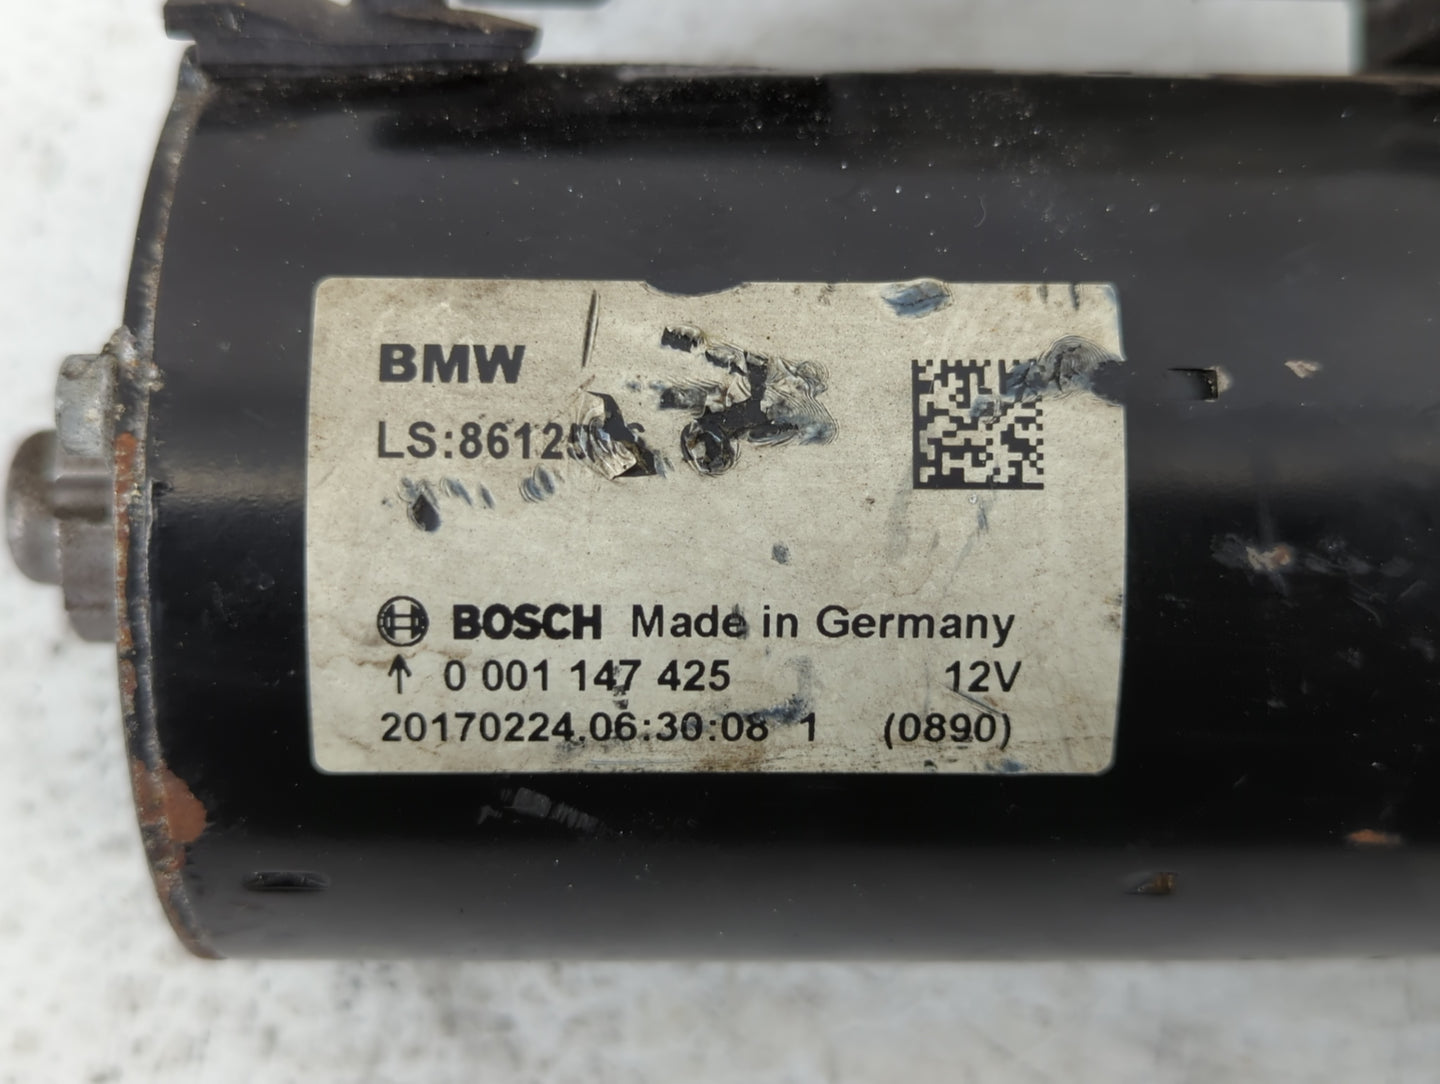 BMW
BOSCH Made in Germany
↑ 0 001 147 425 12V
20170224.06:30:08 1 (0890)